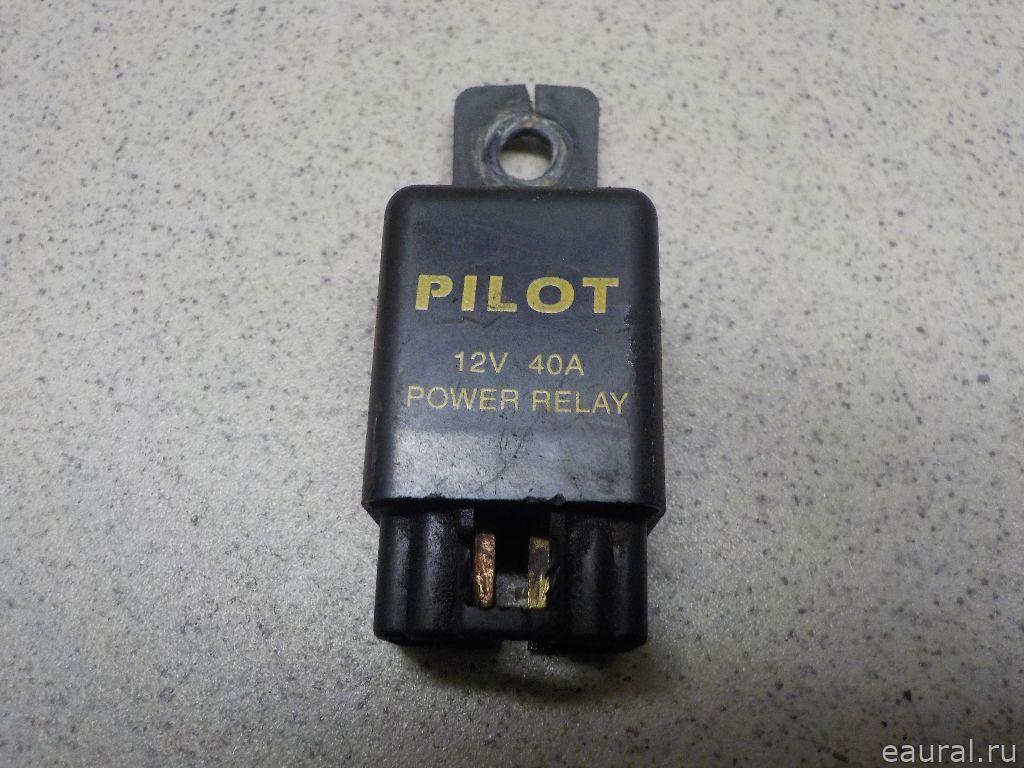 PILOT
12V 40A
POWER RELAY
eaural.ru